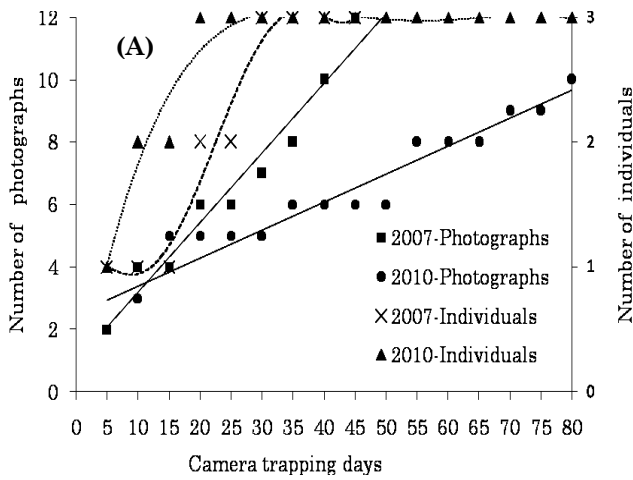 (A)
Number of photographs
12
10
8
6
4
2
0
3
2
1
0
Number of individuals
2007-Photographs
2010-Photographs
2007-Individuals
2010-Individuals
0 5 10 15 20 25 30 35 40 45 50 55 60 65 70 75 80
Camera trapping days